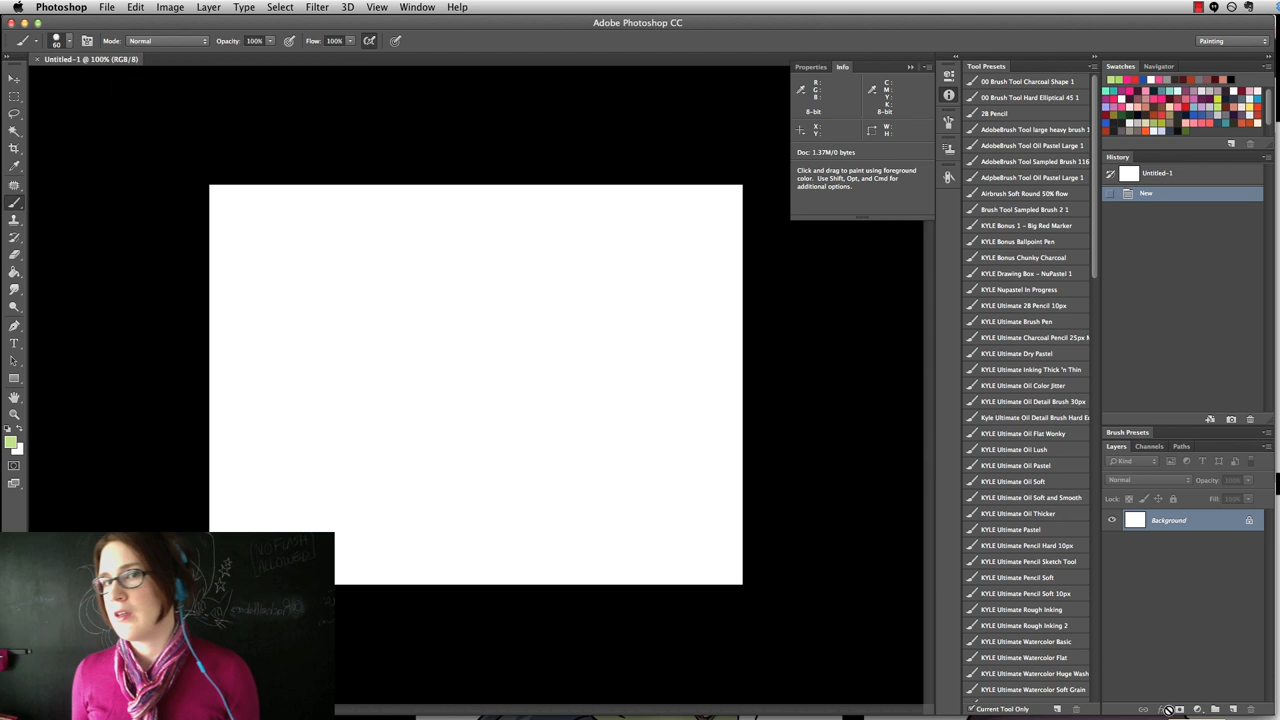 Photoshop File Edit Image Layer Type Select Filter 3D View Window Help
Adobe Photoshop CC
60 Mode: Normal Opacity: 100% Flow: 100% Painting
Untitled-1 @ 100% (RGB/8)
Properties Info
R: C:
G: M:
B: Y:
K:
8-bit 8-bit
X: W:
Y: H:
Doc: 1.37M/0 bytes
Click and drag to paint using foreground
color. Use Shift, Opt, and Cmd for
additional options.
Tool Presets
00 Brush Tool Charcoal Shape 1
00 Brush Tool Hard Elliptical 45 1
2B Pencil
AdobeBrush Tool large heavy brush 1
AdobeBrush Tool Oil Pastel Large 1
AdobeBrush Tool Sampled Brush 116
AdpbeBrush Tool Oil Pastel Large 1
Airbrush Soft Round 50% flow
Brush Tool Sampled Brush 2 1
KYLE Bonus 1 - Big Red Marker
KYLE Bonus Ballpoint Pen
KYLE Bonus Chunky Charcoal
KYLE Drawing Box - NuPastel 1
KYLE Nupastel In Progress
KYLE Ultimate 2B Pencil 10px
KYLE Ultimate Brush Pen
KYLE Ultimate Charcoal Pencil 25px M
KYLE Ultimate Dry Pastel
KYLE Ultimate Inking Thick 'n Thin
KYLE Ultimate Oil Color Jitter
KYLE Ultimate Oil Detail Brush 30px
Kyle Ultimate Oil Detail Brush Hard E
KYLE Ultimate Oil Flat Wonky
KYLE Ultimate Oil Lush
KYLE Ultimate Oil Pastel
KYLE Ultimate Oil Soft
KYLE Ultimate Oil Soft and Smooth
KYLE Ultimate Oil Thicker
KYLE Ultimate Pastel
KYLE Ultimate Pencil Hard 10px
KYLE Ultimate Pencil Sketch Tool
KYLE Ultimate Pencil Soft
KYLE Ultimate Pencil Soft 10px
KYLE Ultimate Rough Inking
KYLE Ultimate Rough Inking 2
KYLE Ultimate Watercolor Basic
KYLE Ultimate Watercolor Flat
KYLE Ultimate Watercolor Huge Wash
KYLE Ultimate Watercolor Soft Grain
Current Tool Only
Swatches Navigator
History
Untitled-1
New
Brush Presets
Layers Channels Paths
Kind
Normal Opacity: 100%
Lock: Fill: 100%
Background
NO FLASH
ALLOWED